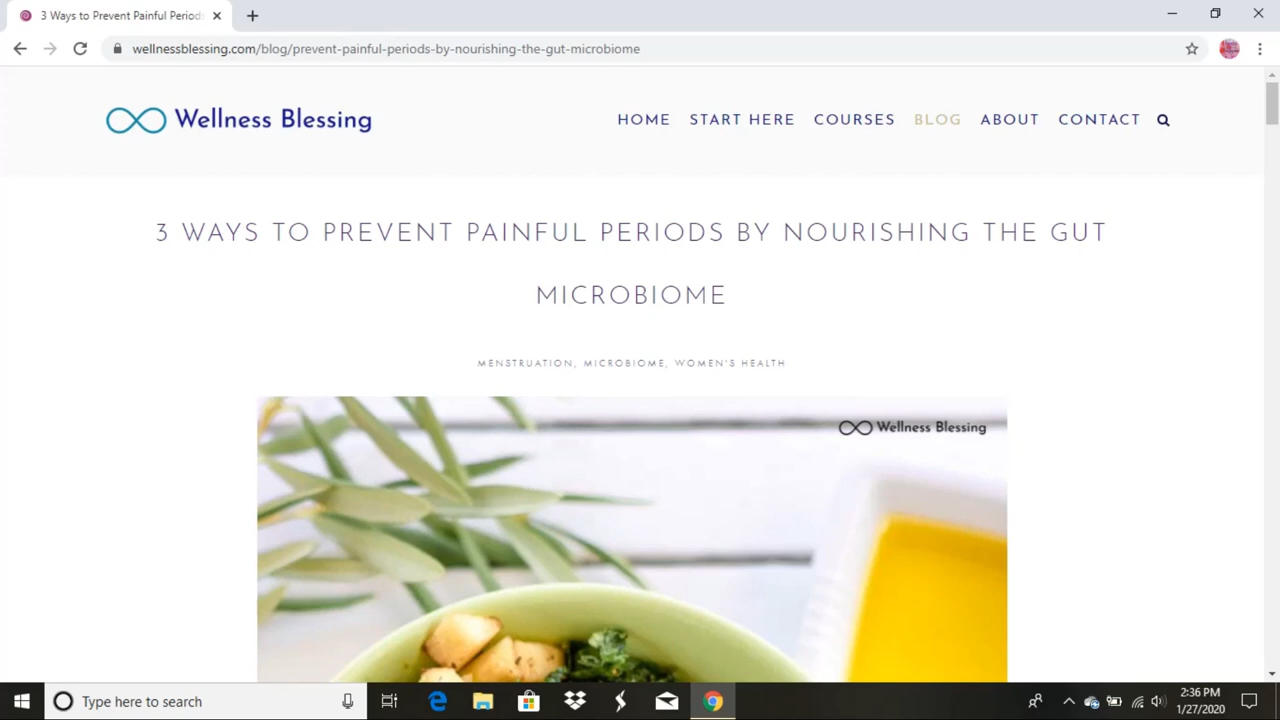 3 Ways to Prevent Painful Periods
wellnessblessing.com/blog/prevent-painful-periods-by-nourishing-the-gut-microbiome
Wellness Blessing
HOME START HERE COURSES BLOG ABOUT CONTACT
3 WAYS TO PREVENT PAINFUL PERIODS BY NOURISHING THE GUT
MICROBIOME
MENSTRUATION, MICROBIOME, WOMEN'S HEALTH
Wellness Blessing
Type here to search
2:36 PM
1/27/2020